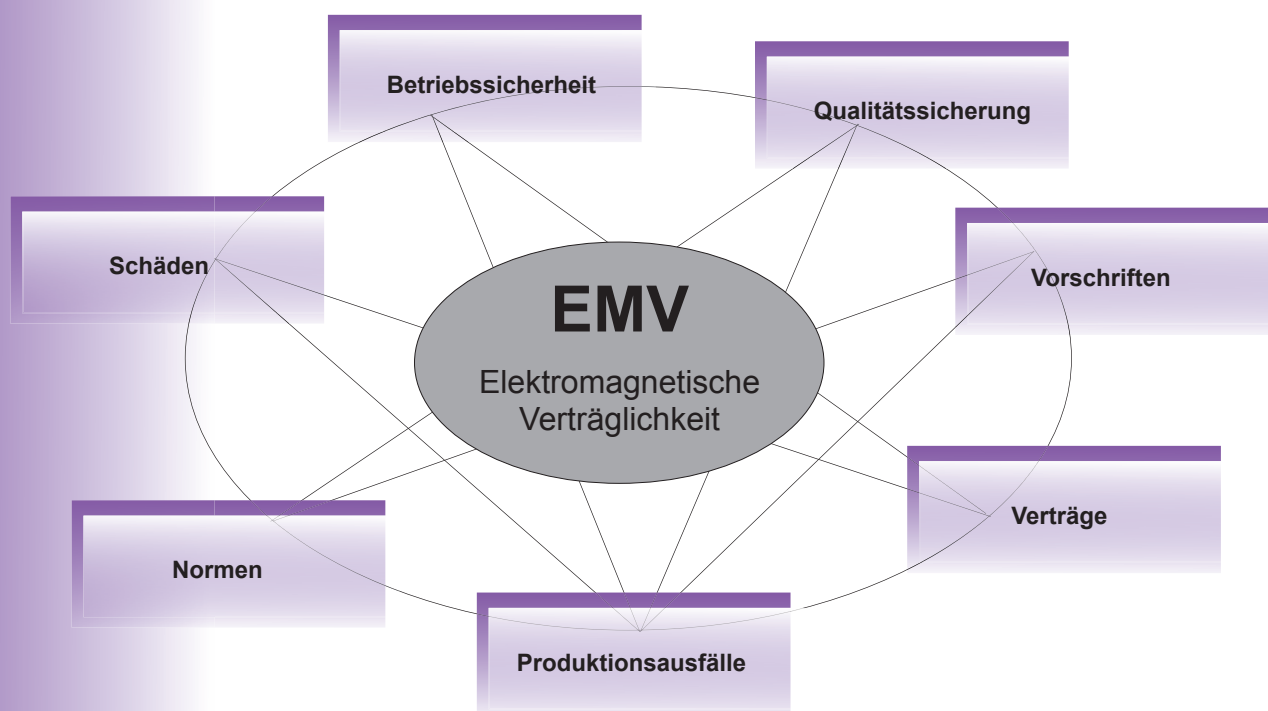 Betriebssicherheit
Qualitätssicherung
Schäden
Vorschriften
EMV
Elektromagnetische
Verträglichkeit
Verträge
Normen
Produktionsausfälle